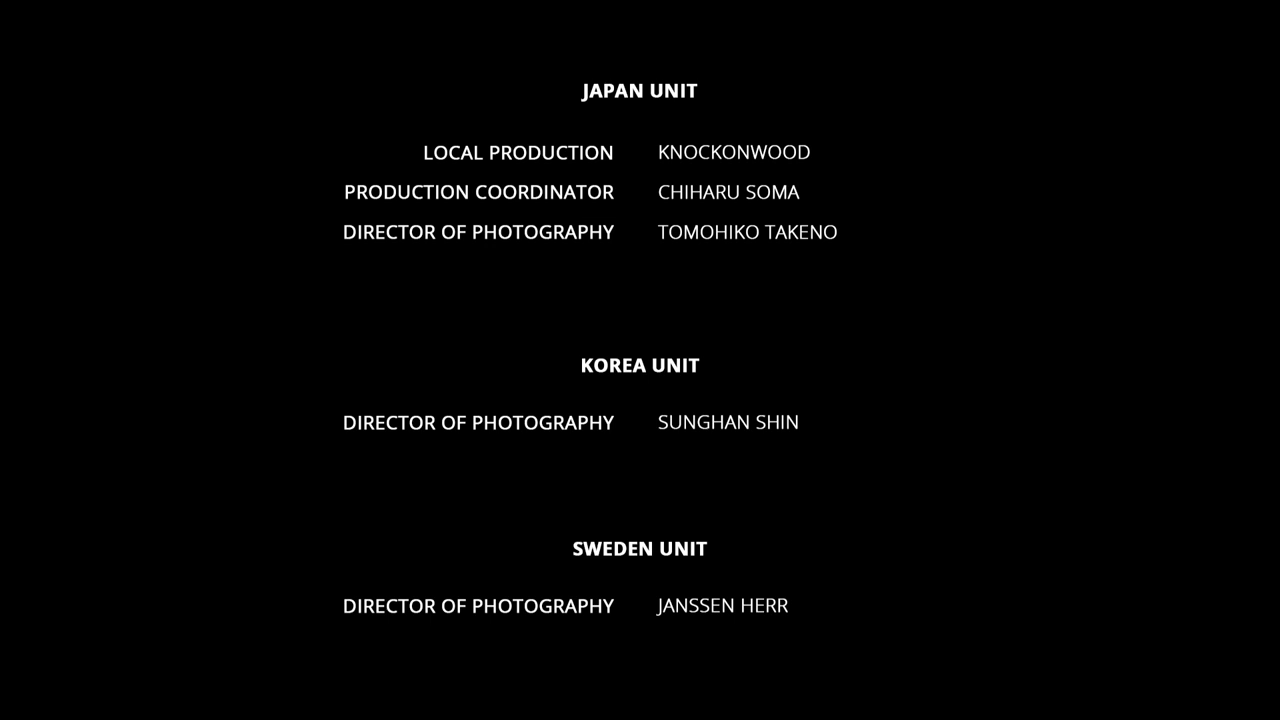 JAPAN UNIT
LOCAL PRODUCTION KNOCKONWOOD
PRODUCTION COORDINATOR CHIHARU SOMA
DIRECTOR OF PHOTOGRAPHY TOMOHIKO TAKENO
KOREA UNIT
DIRECTOR OF PHOTOGRAPHY SUNGHAN SHIN
SWEDEN UNIT
DIRECTOR OF PHOTOGRAPHY JANSSEN HERR